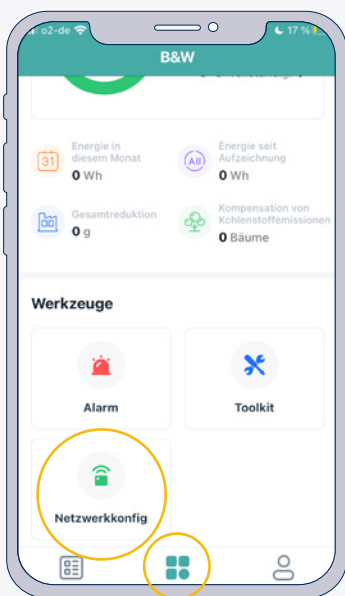 o2-de
17 %
B&W
Energie in
diesem Monat
0 Wh
Energie seit
Aufzeichnung
0 Wh
31
All
Gesamtreduktion
0 g
Kompensation von
Kohlenstoffemissionen
0 Bäume
Werkzeuge
Alarm
Toolkit
Netzwerkkonfig